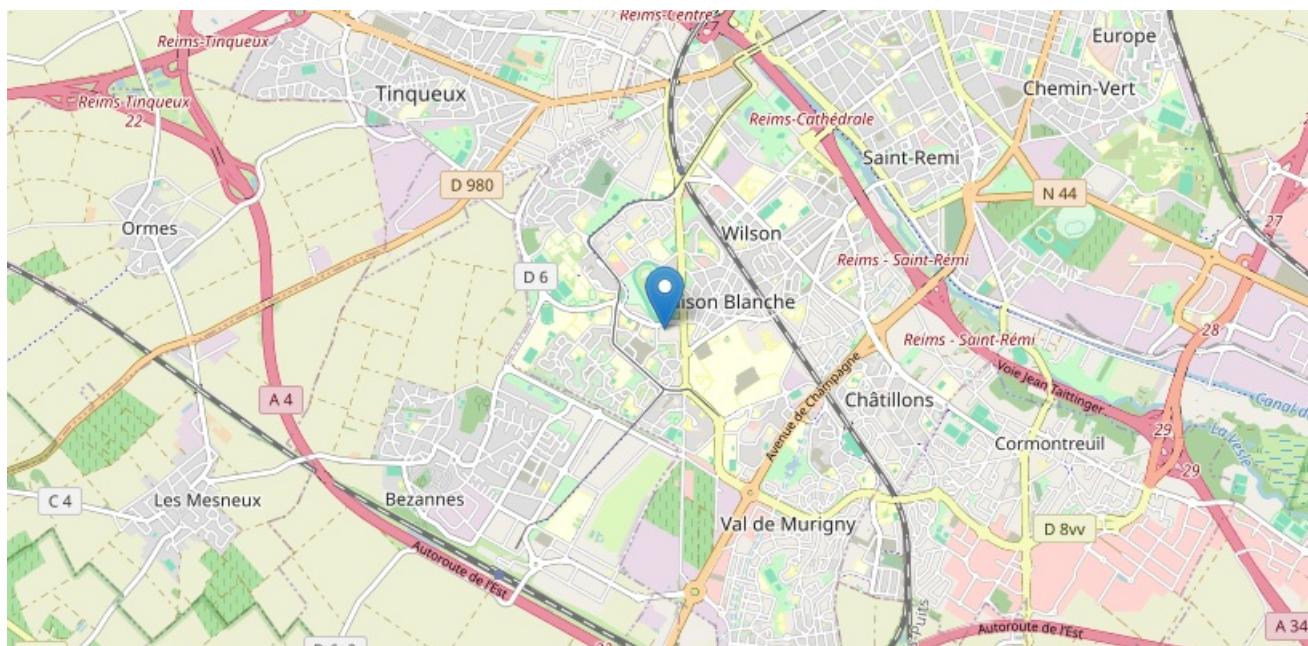 Reims-Centre
Reims-Tinqueux
Europe
Tinqueux
Chemin-Vert
Reims-Tinqueux
22
Reims-Cathédrale
Saint-Remi
D 980
N 44
27
Ormes
Wilson
Reims - Saint-Rémi
D 6
ison Blanche
28
Reims - Saint-Rémi
Voie Jean Taittinger
A 4
Avenue de Champagne
Châtillons
Canal d
La Vesle
29
Cormontreuil
29
C 4
Les Mesneux
Bezannes
Val de Murigny
D 8vv
Autoroute de l'Est
Autoroute de l'Est
A 34